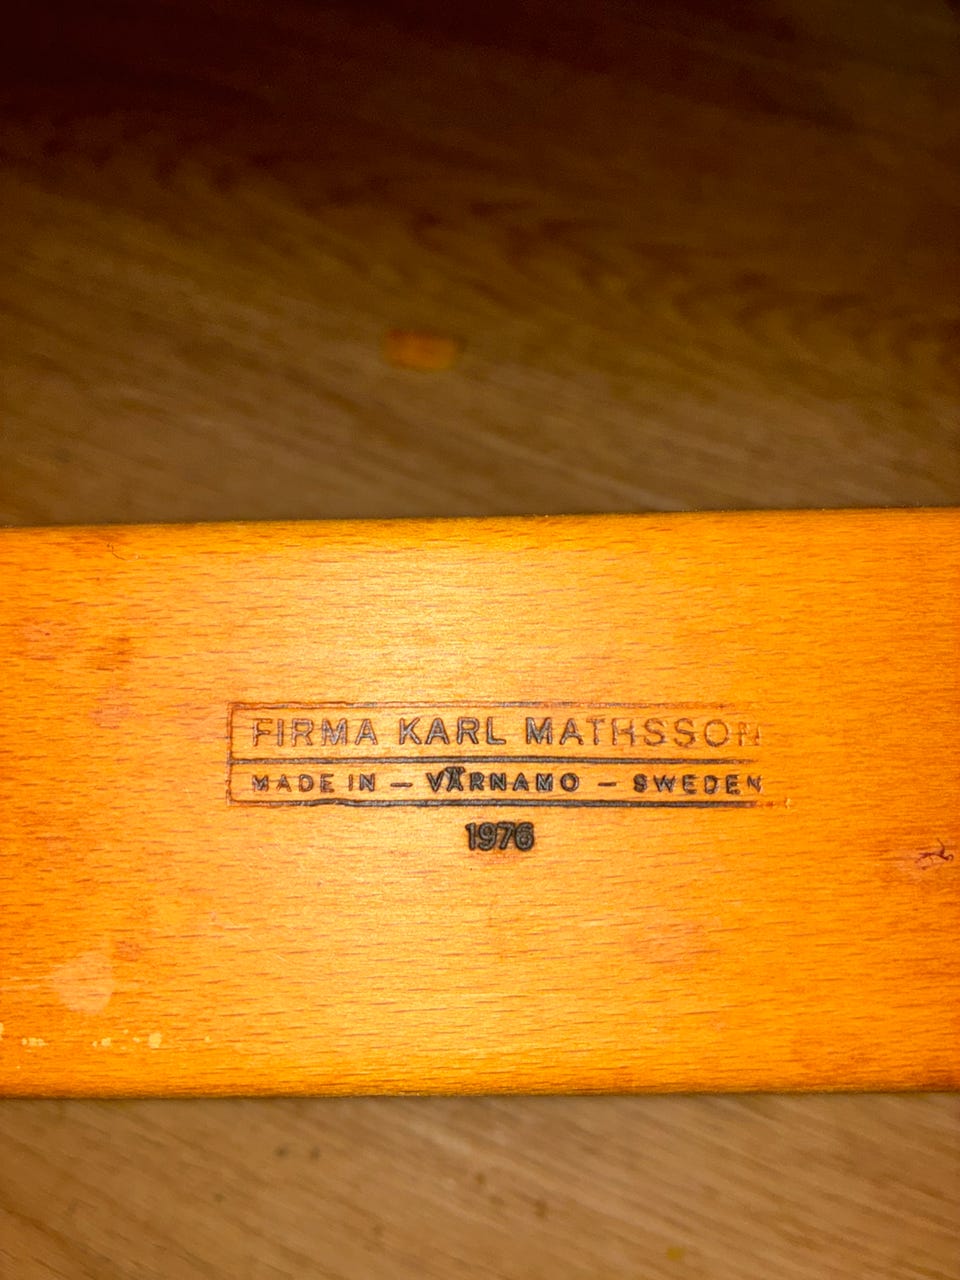 FIRMA KARL MATHSSON
MADE IN – VÄRNAMO – SWEDEN
1976